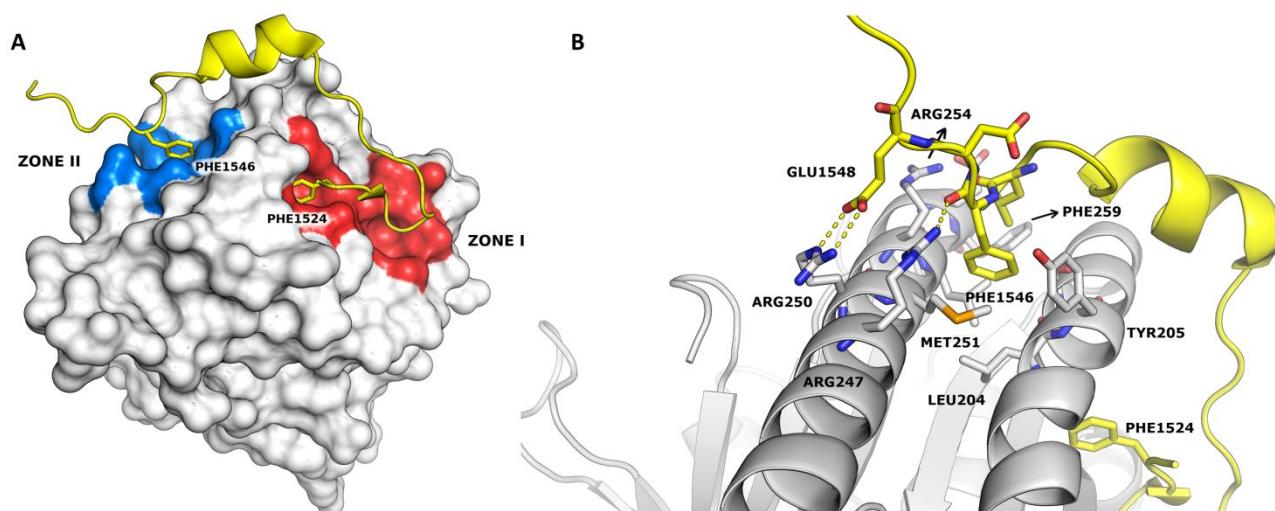 A
ZONE II
PHE1546
PHE1524
ZONE I
B
ARG254
GLU1548
PHE259
ARG250
PHE1546
MET251
TYR205
ARG247
LEU204
PHE1524